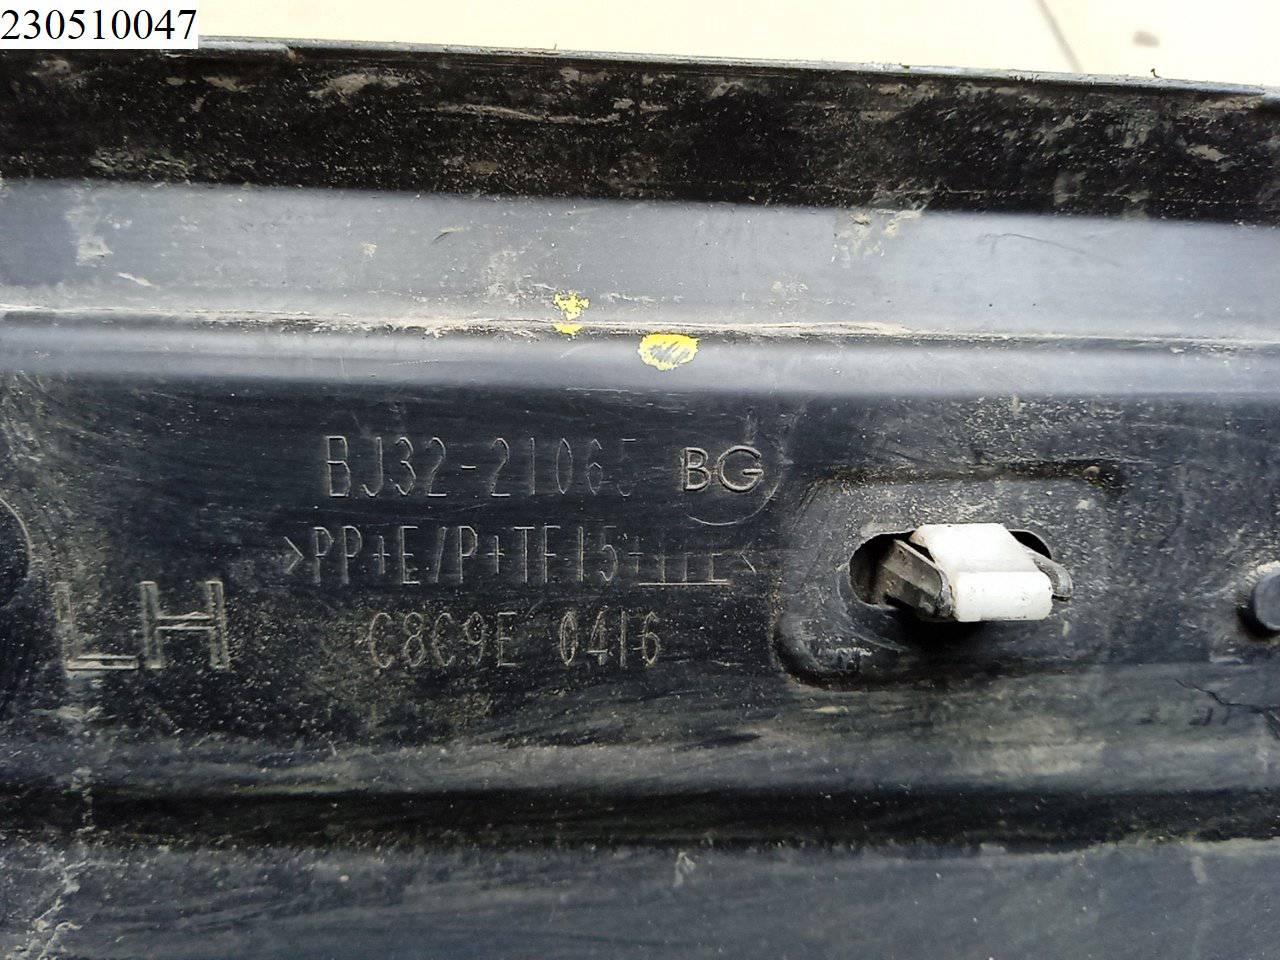 230510047
BJ32-21065 BG
>PP+E/P+TF15+
LH
C8C9E 0416